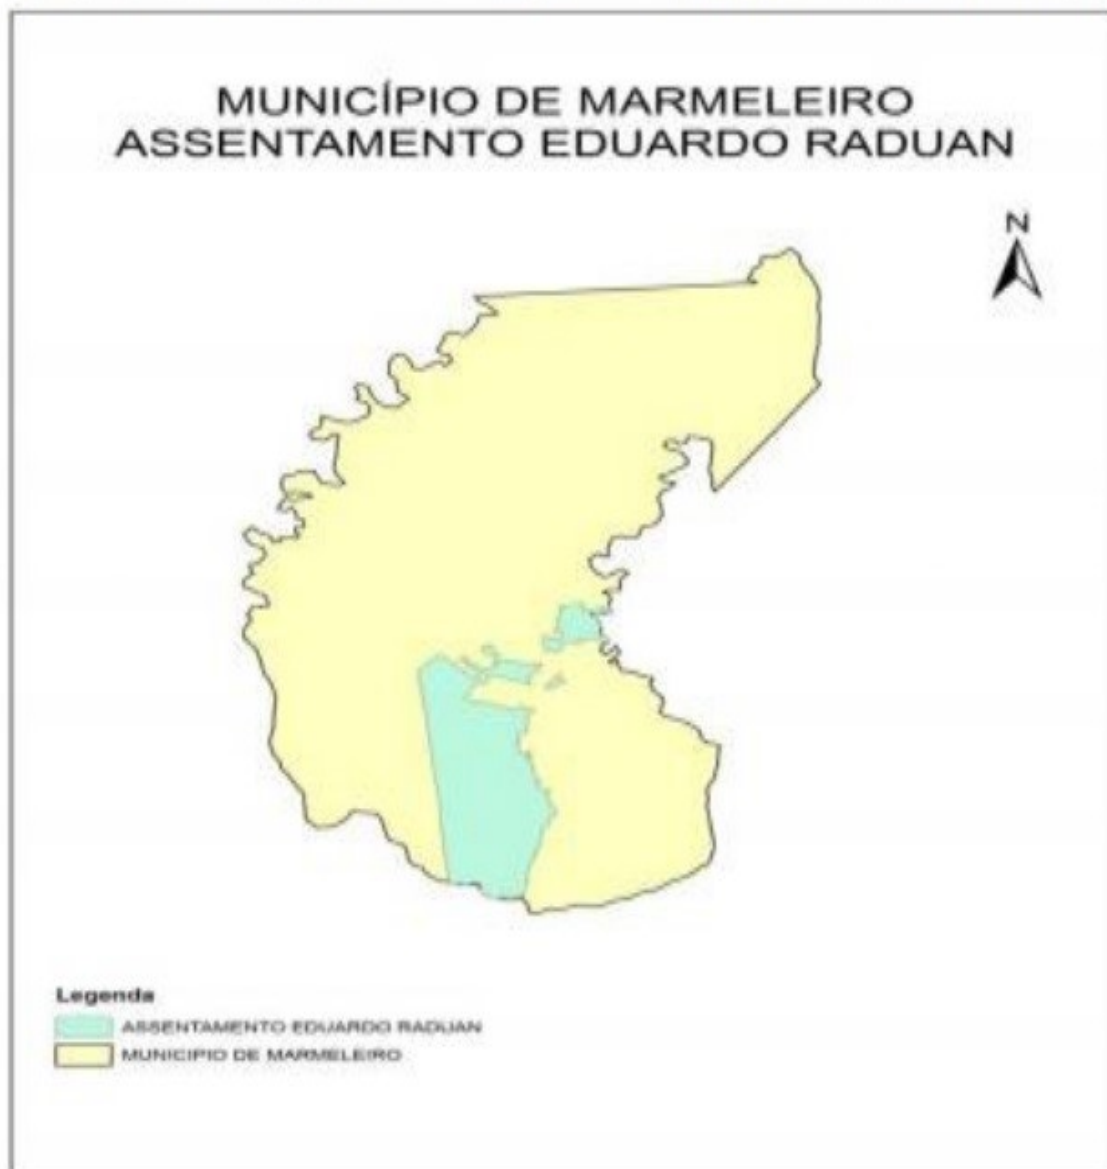 MUNICÍPIO DE MARMELEIRO
ASSENTAMENTO EDUARDO RADUAN
N
Legenda
ASSENTAMENTO EDUARDO RADUAN
MUNICIPIO DE MARMELEIRO